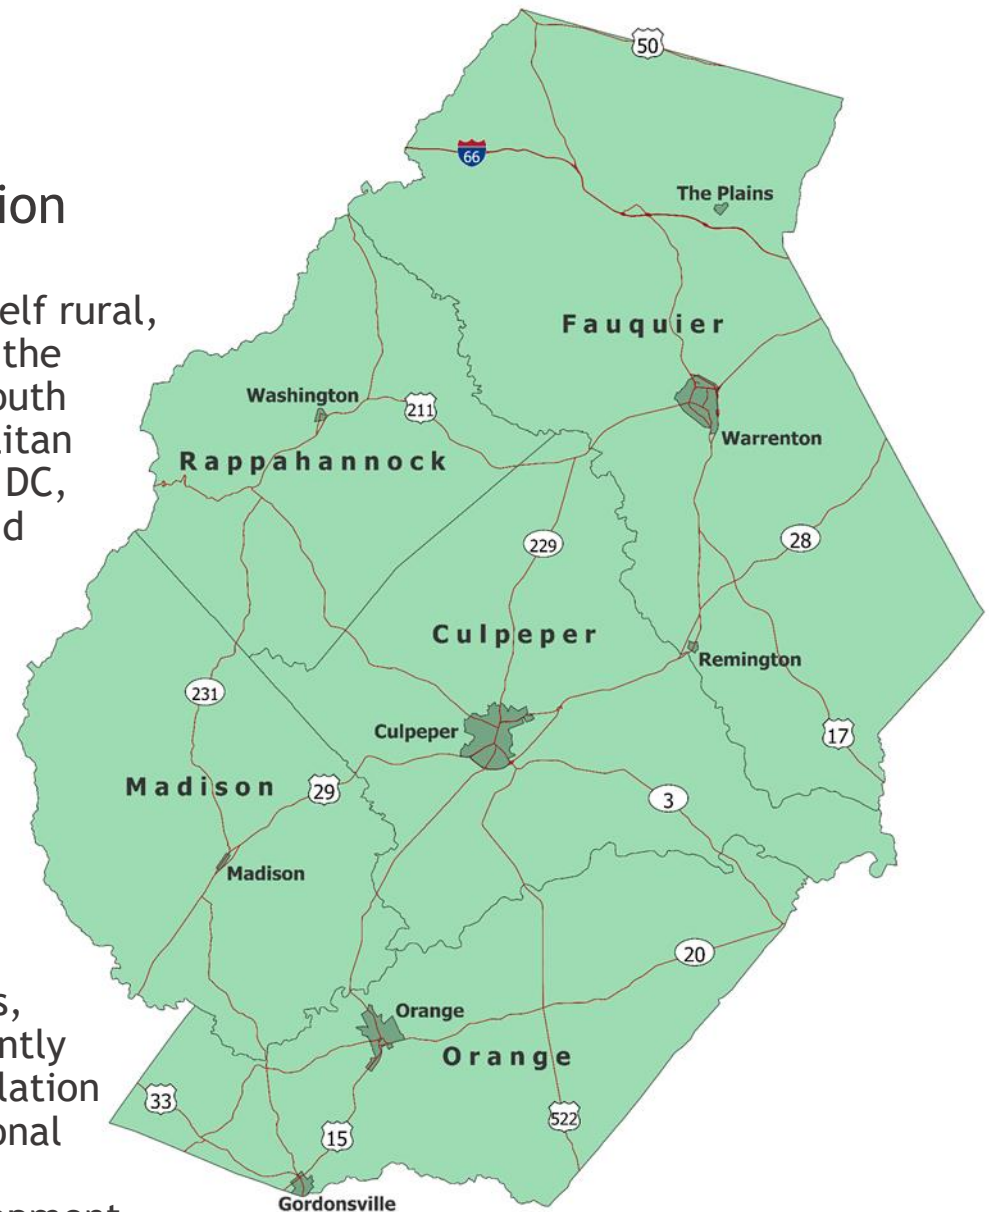 ion
elf rural,
the
outh
itan
DC,
d
s,
ntly
lation
onal
opment
50
66
The Plains
Fauquier
Washington
211
Warrenton
Rappahannock
229
28
Culpeper
Remington
231
Culpeper
17
29
Madison
3
Madison
20
Orange
Orange
33
522
15
Gordonsville